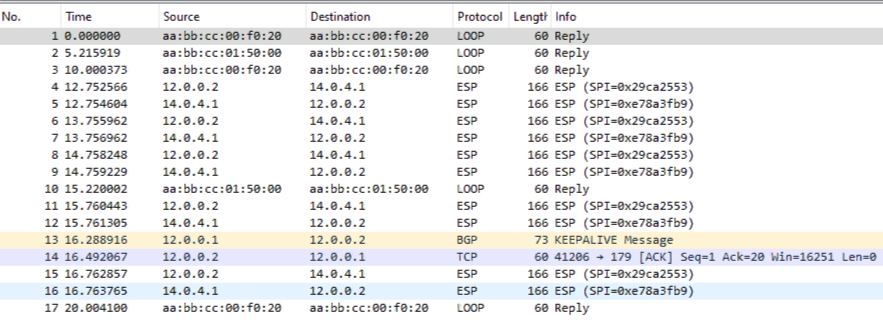 No. Time Source Destination Protocol Length Info
1 0.000000 aa:bb:cc:00:f0:20 aa:bb:cc:00:f0:20 LOOP 60 Reply
2 5.215919 aa:bb:cc:01:50:00 aa:bb:cc:01:50:00 LOOP 60 Reply
3 10.000373 aa:bb:cc:00:f0:20 aa:bb:cc:00:f0:20 LOOP 60 Reply
4 12.752566 12.0.0.2 14.0.4.1 ESP 166 ESP (SPI=0x29ca2553)
5 12.754604 14.0.4.1 12.0.0.2 ESP 166 ESP (SPI=0xe78a3fb9)
6 13.755962 12.0.0.2 14.0.4.1 ESP 166 ESP (SPI=0x29ca2553)
7 13.756962 14.0.4.1 12.0.0.2 ESP 166 ESP (SPI=0xe78a3fb9)
8 14.758248 12.0.0.2 14.0.4.1 ESP 166 ESP (SPI=0x29ca2553)
9 14.759229 14.0.4.1 12.0.0.2 ESP 166 ESP (SPI=0xe78a3fb9)
10 15.220002 aa:bb:cc:01:50:00 aa:bb:cc:01:50:00 LOOP 60 Reply
11 15.760443 12.0.0.2 14.0.4.1 ESP 166 ESP (SPI=0x29ca2553)
12 15.761305 14.0.4.1 12.0.0.2 ESP 166 ESP (SPI=0xe78a3fb9)
13 16.288916 12.0.0.1 12.0.0.2 BGP 73 KEEPALIVE Message
14 16.492067 12.0.0.2 12.0.0.1 TCP 60 41206 → 179 [ACK] Seq=1 Ack=20 Win=16251 Len=0
15 16.762857 12.0.0.2 14.0.4.1 ESP 166 ESP (SPI=0x29ca2553)
16 16.763765 14.0.4.1 12.0.0.2 ESP 166 ESP (SPI=0xe78a3fb9)
17 20.004100 aa:bb:cc:00:f0:20 aa:bb:cc:00:f0:20 LOOP 60 Reply